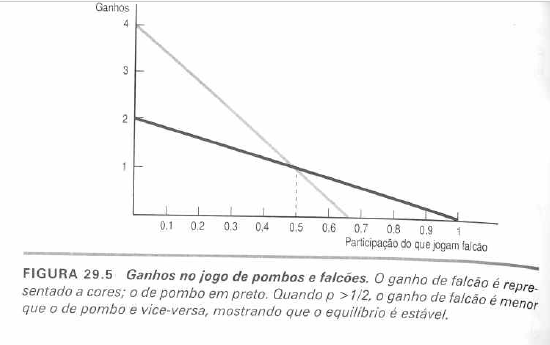 Ganhos
4
3
2
1
0.1 0.2 0.3 0.4 0.5 0.6 0.7 0.8 0.9 1
Participação do que jogam falcão
FIGURA 29.5 Ganhos no jogo de pombos e falcões. O ganho de falcão é repre-
sentado a cores; o de pombo em preto. Quando p > 1/2, o ganho de falcão é menor
que o de pombo e vice-versa, mostrando que o equilíbrio é estável.